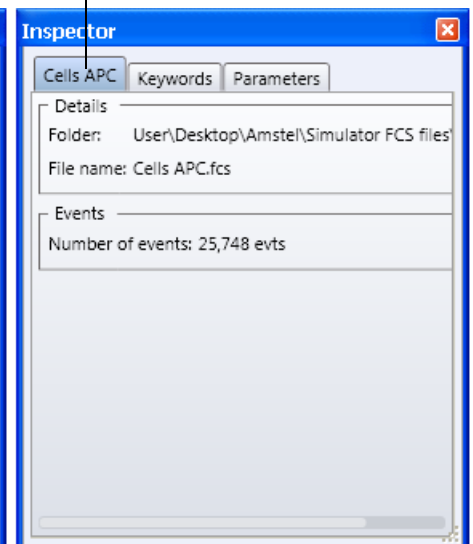 Inspector
Cells APC Keywords Parameters
Details
Folder: User\Desktop\Amstel\Simulator FCS files\
File name: Cells APC.fcs
Events
Number of events: 25,748 evts